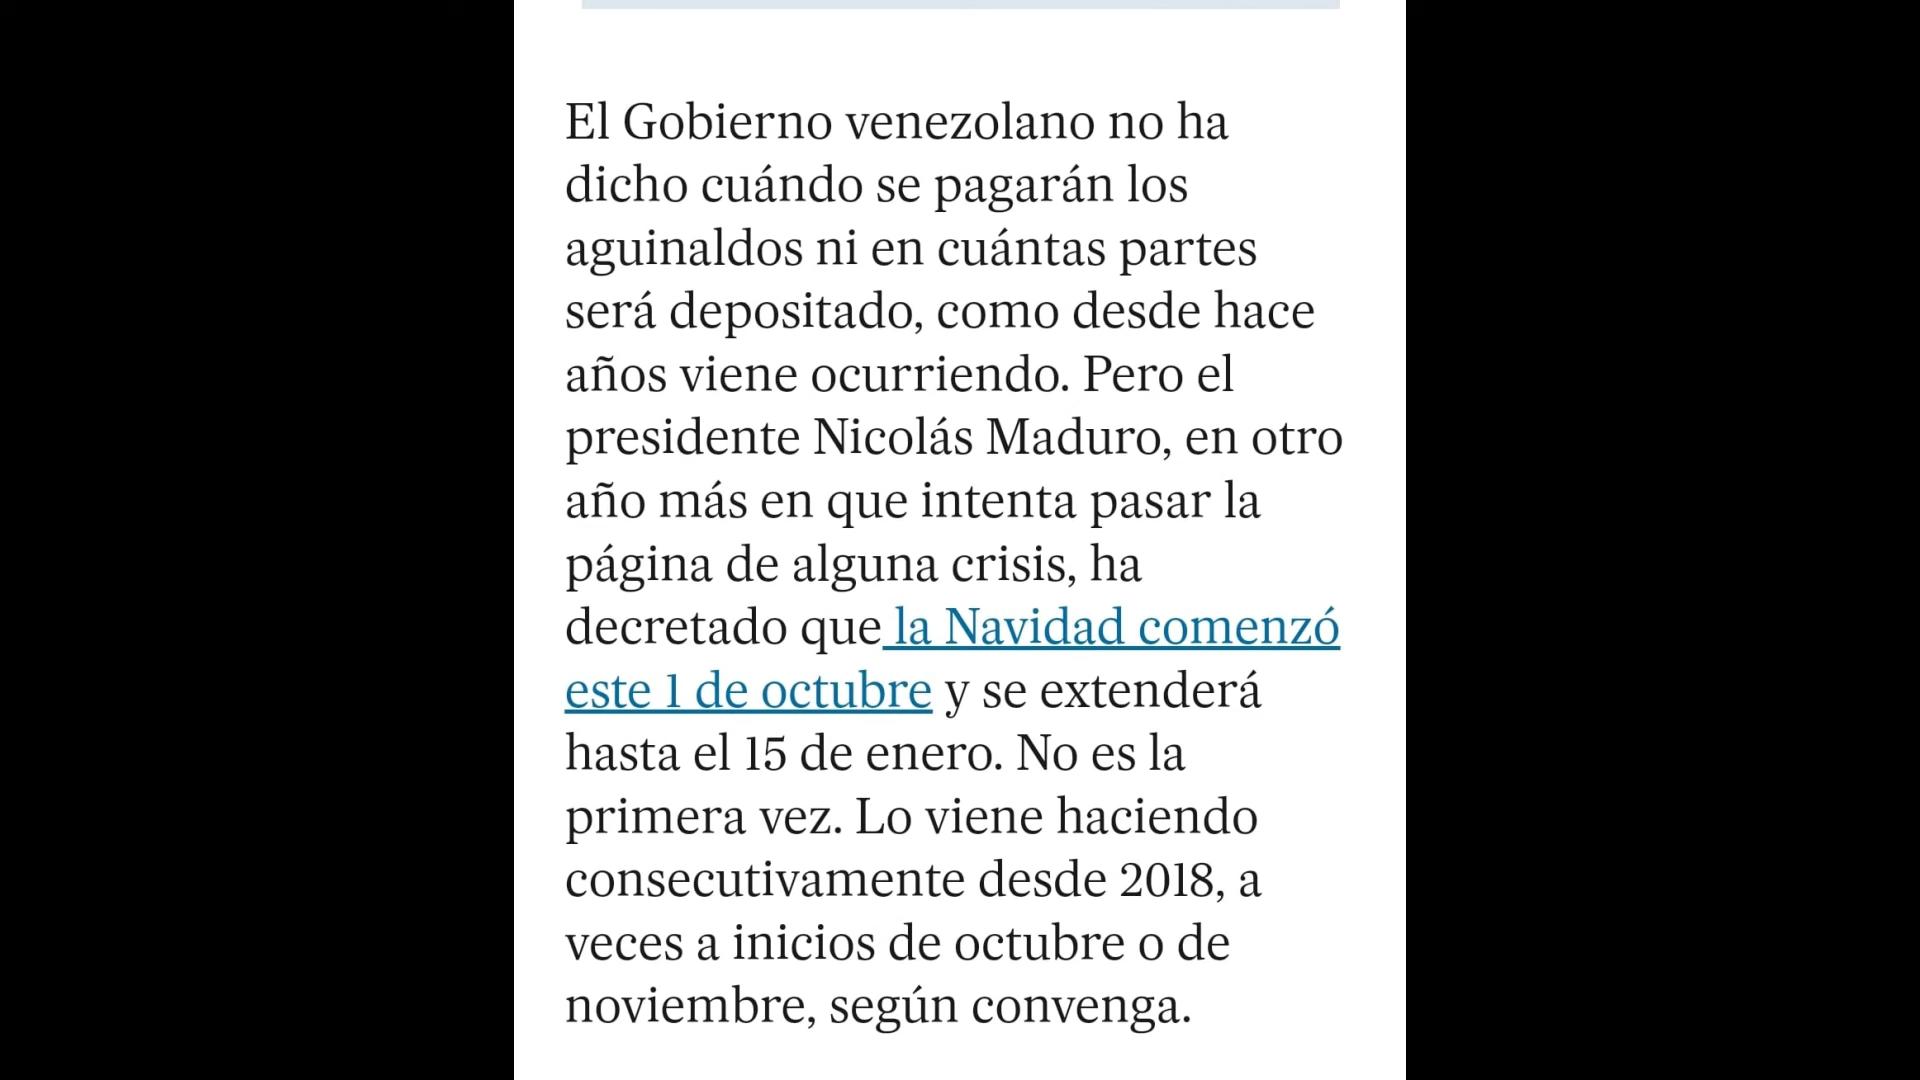 El Gobierno venezolano no ha
dicho cuándo se pagarán los
aguinaldos ni en cuántas partes
será depositado, como desde hace
años viene ocurriendo. Pero el
presidente Nicolás Maduro, en otro
año más en que intenta pasar la
página de alguna crisis, ha
decretado que la Navidad comenzó
este 1 de octubre y se extenderá
hasta el 15 de enero. No es la
primera vez. Lo viene haciendo
consecutivamente desde 2018, a
veces a inicios de octubre o de
noviembre, según convenga.